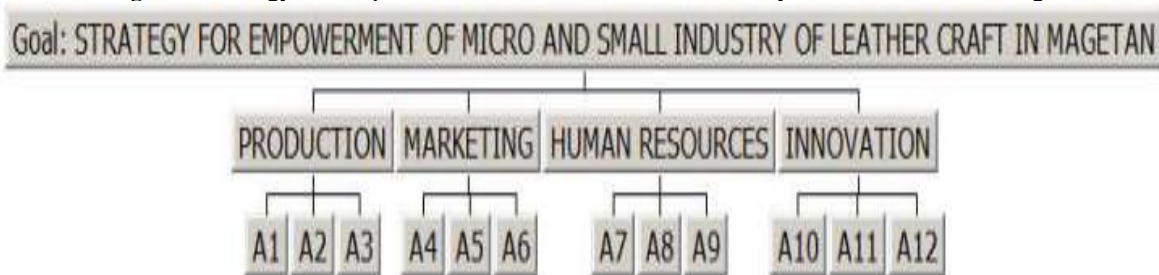 Goal: STRATEGY FOR EMPOWERMENT OF MICRO AND SMALL INDUSTRY OF LEATHER CRAFT IN MAGETAN
PRODUCTION MARKETING HUMAN RESOURCES INNOVATION
A1 A2 A3 A4 A5 A6 A7 A8 A9 A10 A11 A12